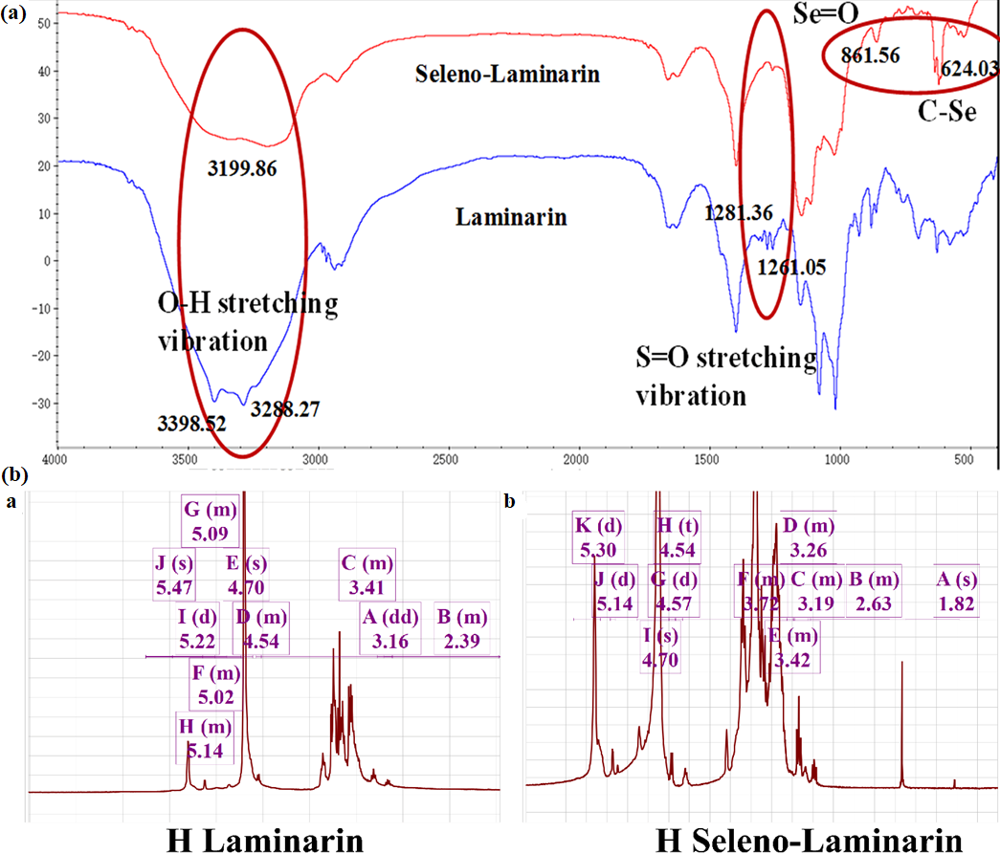 (a)
50
40
30
20
10
0
-10
-20
-30
Se=O
861.56
624.03
C-Se
Seleno-Laminarin
3199.86
Laminarin
1281.36
1261.05
O-H stretching
vibration
S=O stretching
vibration
3398.52
3288.27
4000 3500 3000 2500 2000 1500 1000 500
(b)
a
G (m)
5.09
J (s)
5.47
E (s)
4.70
C (m)
3.41
I (d)
5.22
D (m)
4.54
A (dd)
3.16
B (m)
2.39
F (m)
5.02
H (m)
5.14
H Laminarin
b
K (d)
5.30
H (t)
4.54
D (m)
3.26
J (d)
5.14
G (d)
4.57
F (m)
3.72
C (m)
3.19
B (m)
2.63
A (s)
1.82
I (s)
4.70
E (m)
3.42
H Seleno-Laminarin